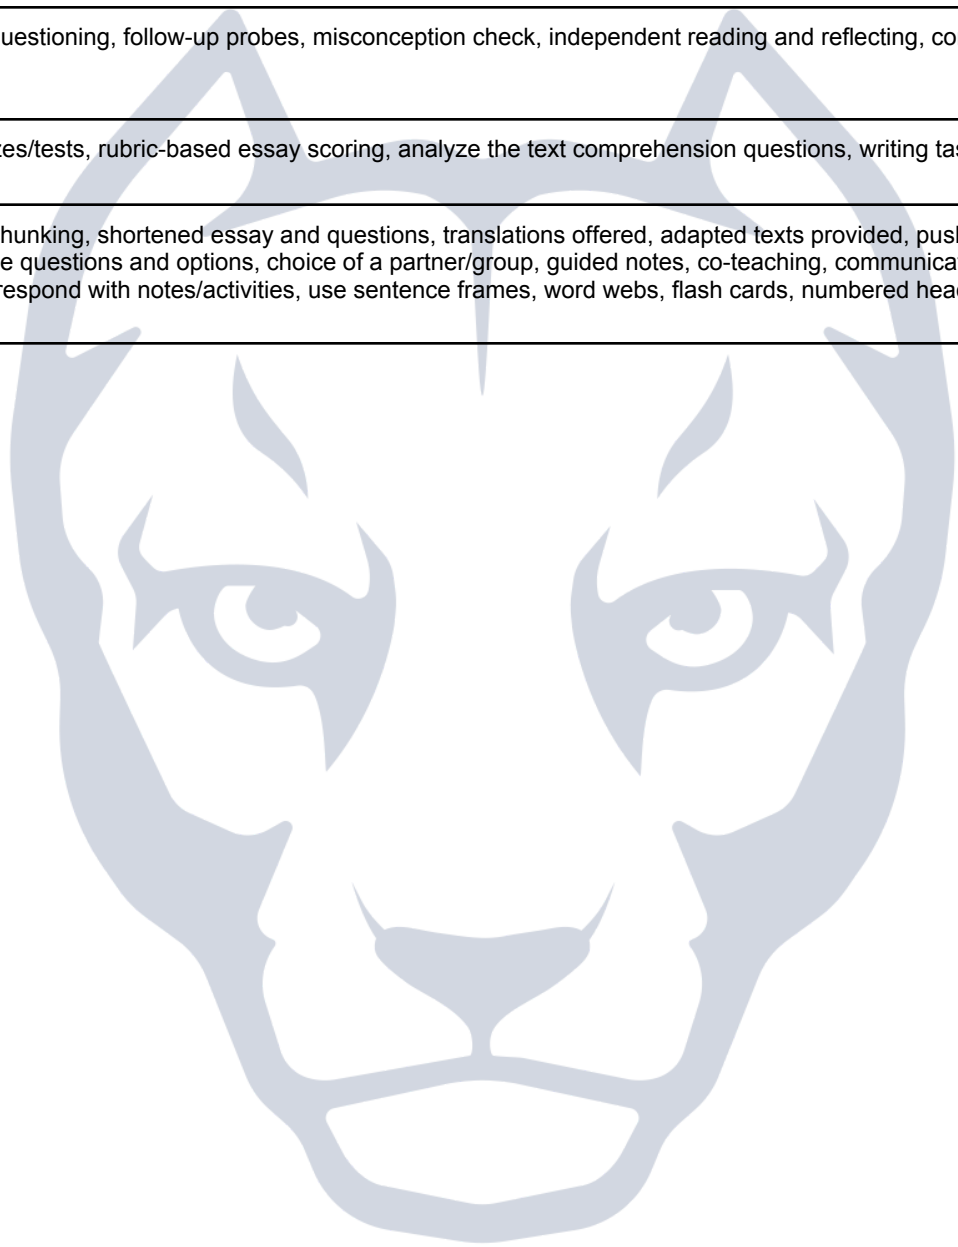 uestioning, follow-up probes, misconception check, independent reading and reflecting, co
zes/tests, rubric-based essay scoring, analyze the text comprehension questions, writing tas
hunking, shortened essay and questions, translations offered, adapted texts provided, push
e questions and options, choice of a partner/group, guided notes, co-teaching, communica
respond with notes/activities, use sentence frames, word webs, flash cards, numbered head